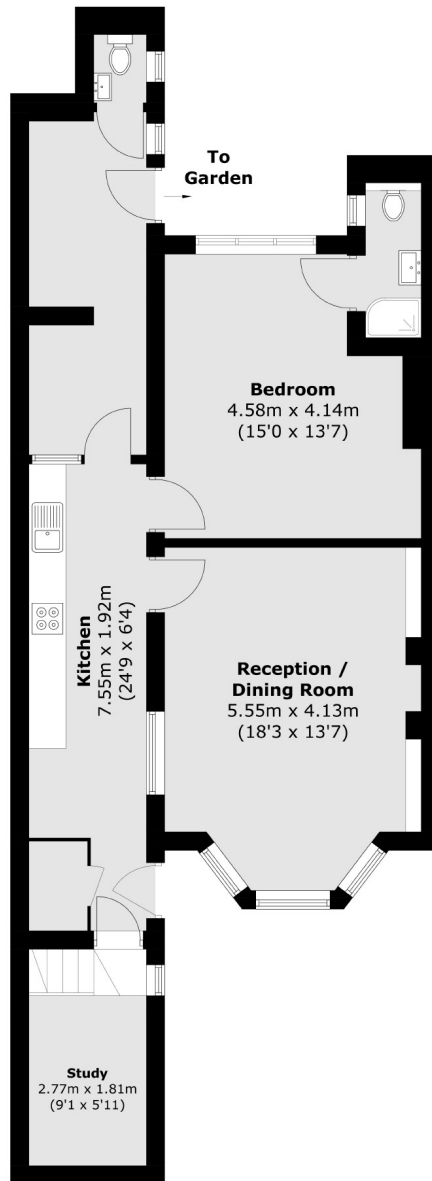 To
Garden
Bedroom
4.58m x 4.14m
(15'0 x 13'7)
Kitchen
7.55m x 1.92m
(24'9 x 6'4)
Reception /
Dining Room
5.55m x 4.13m
(18'3 x 13'7)
Study
2.77m x 1.81m
(9'1 x 5'11)